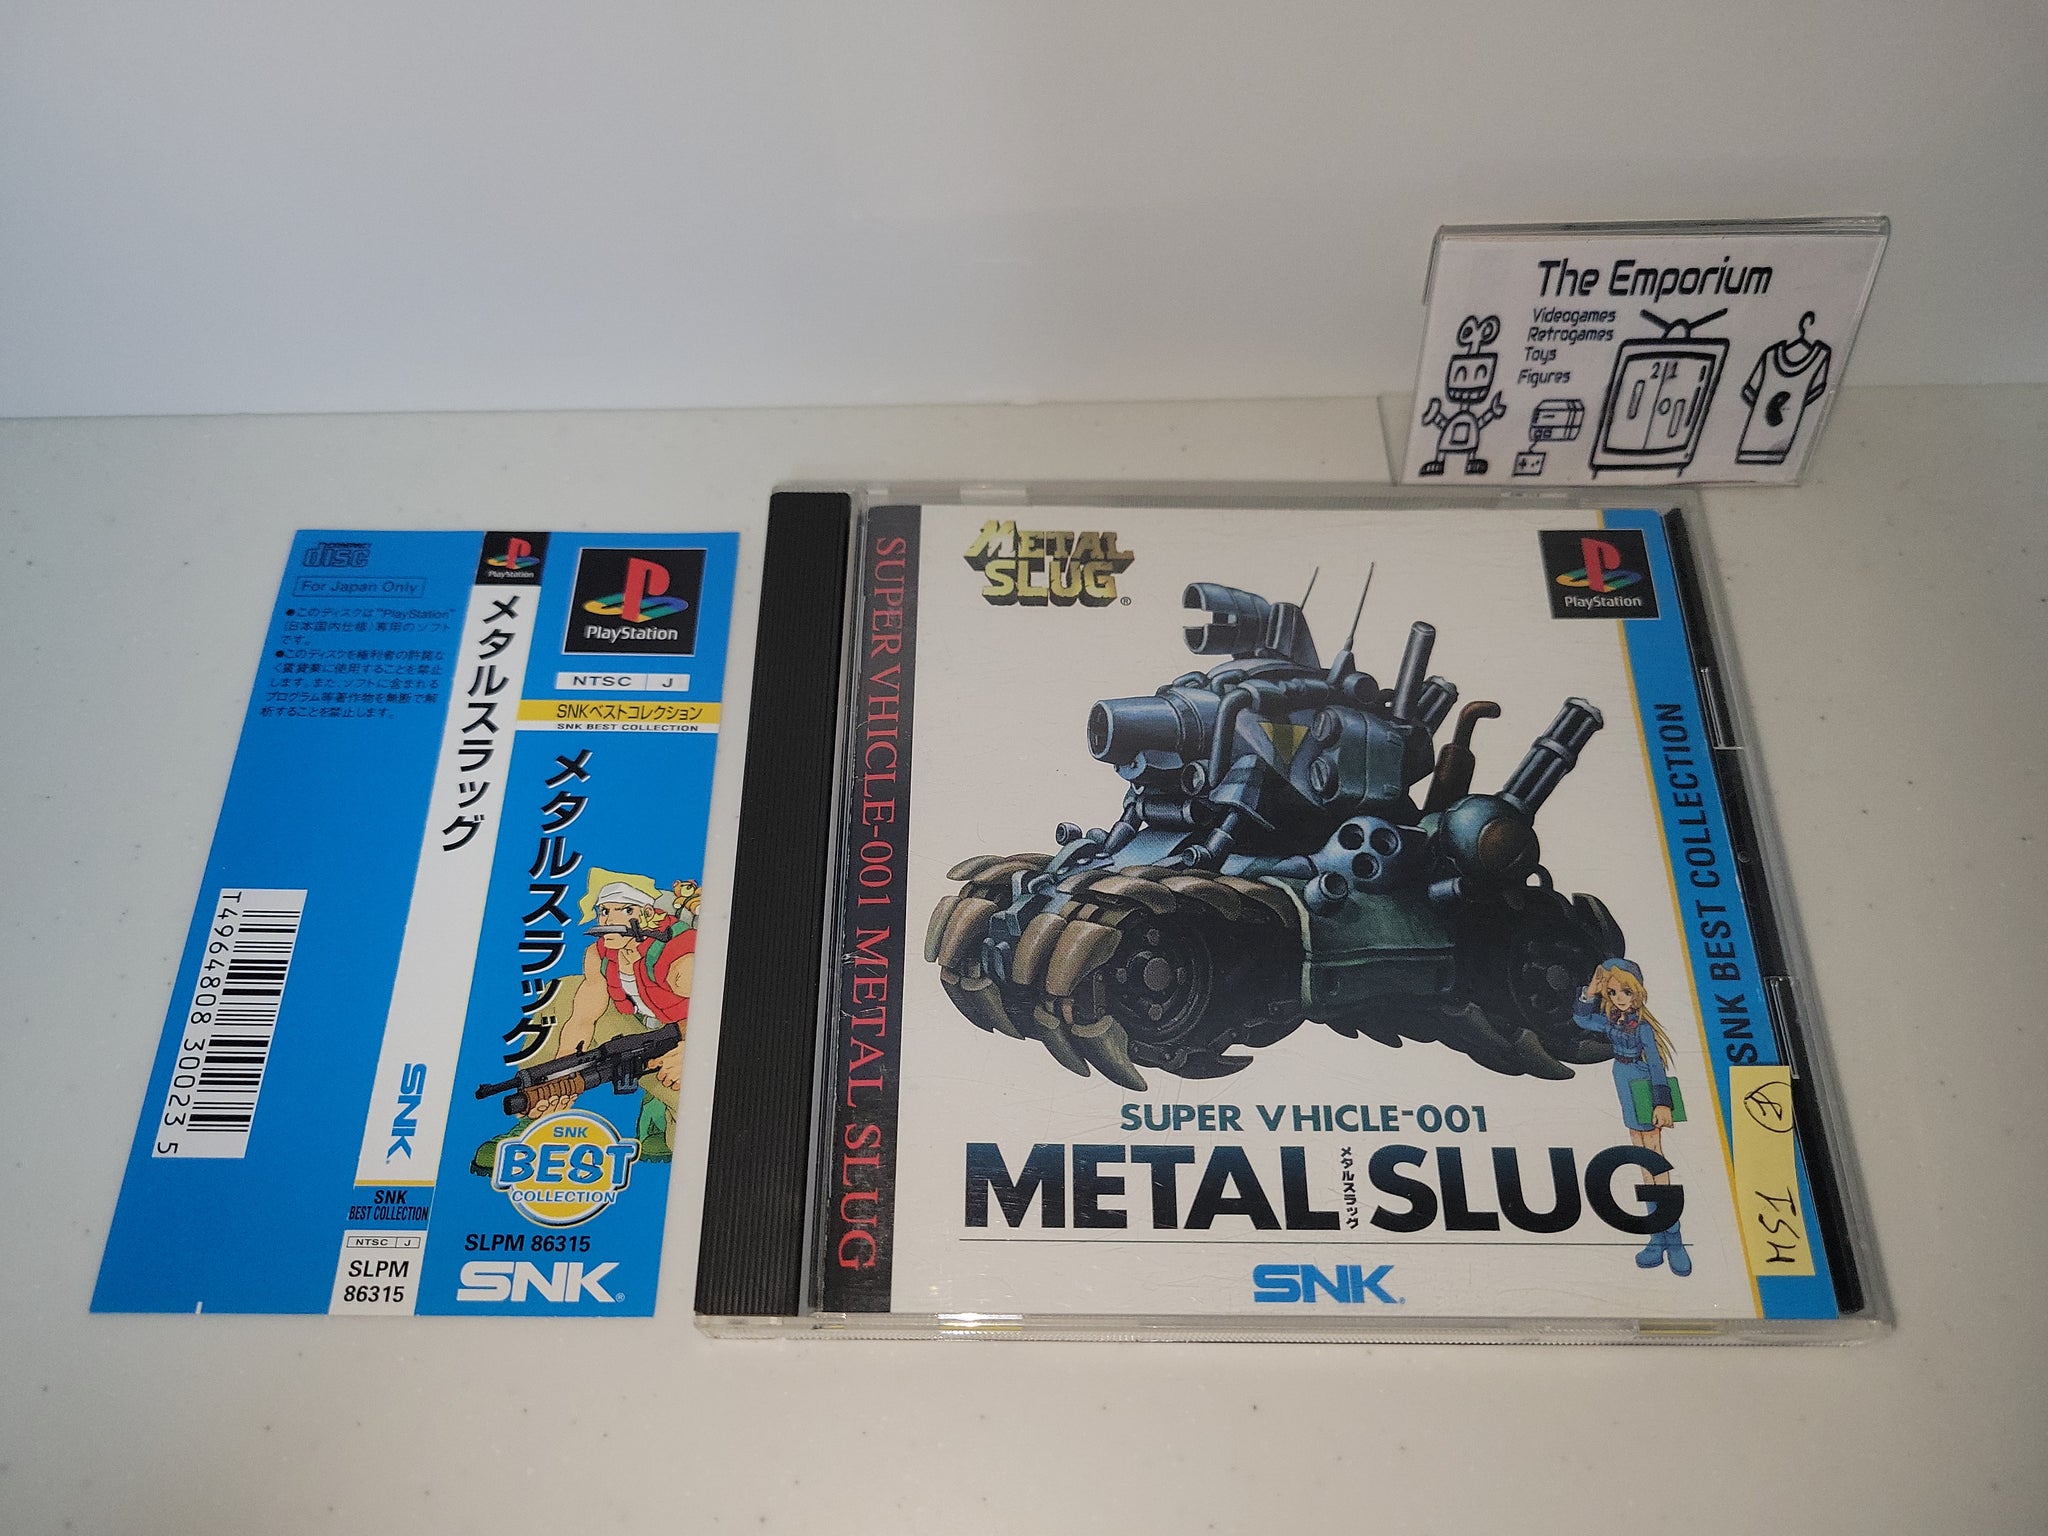 The Emporium
Videogames
Retrogames
Toys
Figures
21
COMPACT
disc
For Japan Only
●このディスクは"PlayStation"
(日本国内仕様)専用のソフト
です。
●このディスクを権利者の許諾な
く賃貸業に使用することを禁止
します。また、ソフトに含まれる
プログラム等著作物を無断で解
析することを禁止します。
T4964808 30023 5
PlayStation
メタルスラッグ
SNK
SNK
BEST COLLECTION
NTSC J
SLPM
86315
PlayStation
NTSC J
SNKベストコレクション
SNK BEST COLLECTION
メタルスラッグ
SNK
BEST
COLLECTION
SLPM 86315
SNK®
SUPER VHICLE-001 METAL SLUG
METAL
SLUG®
PlayStation
SNK BEST COLLECTION
SUPER VHICLE-001
METAL SLUG
メタルスラッグ
SNK®